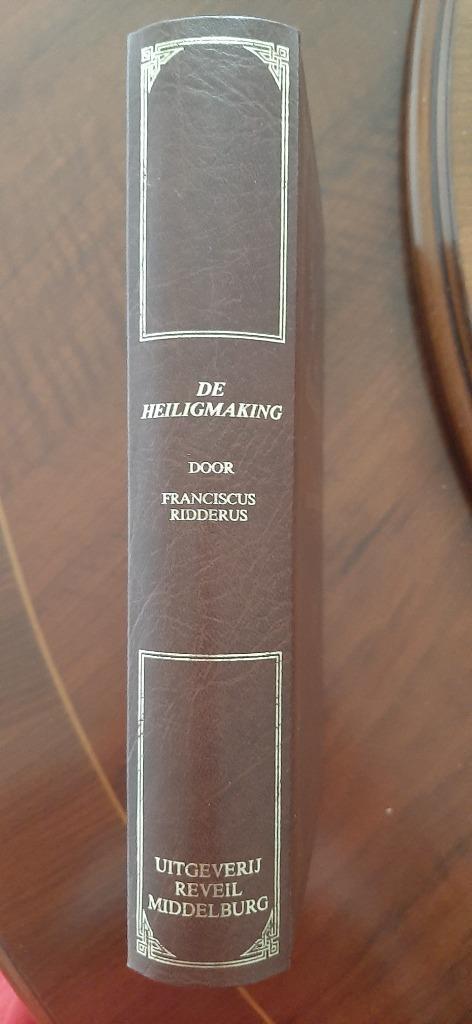 DE
HEILIGMAKING
DOOR
FRANCISCUS
RIDDERUS
UITGEVERIJ
REVEIL
MIDDELBURG